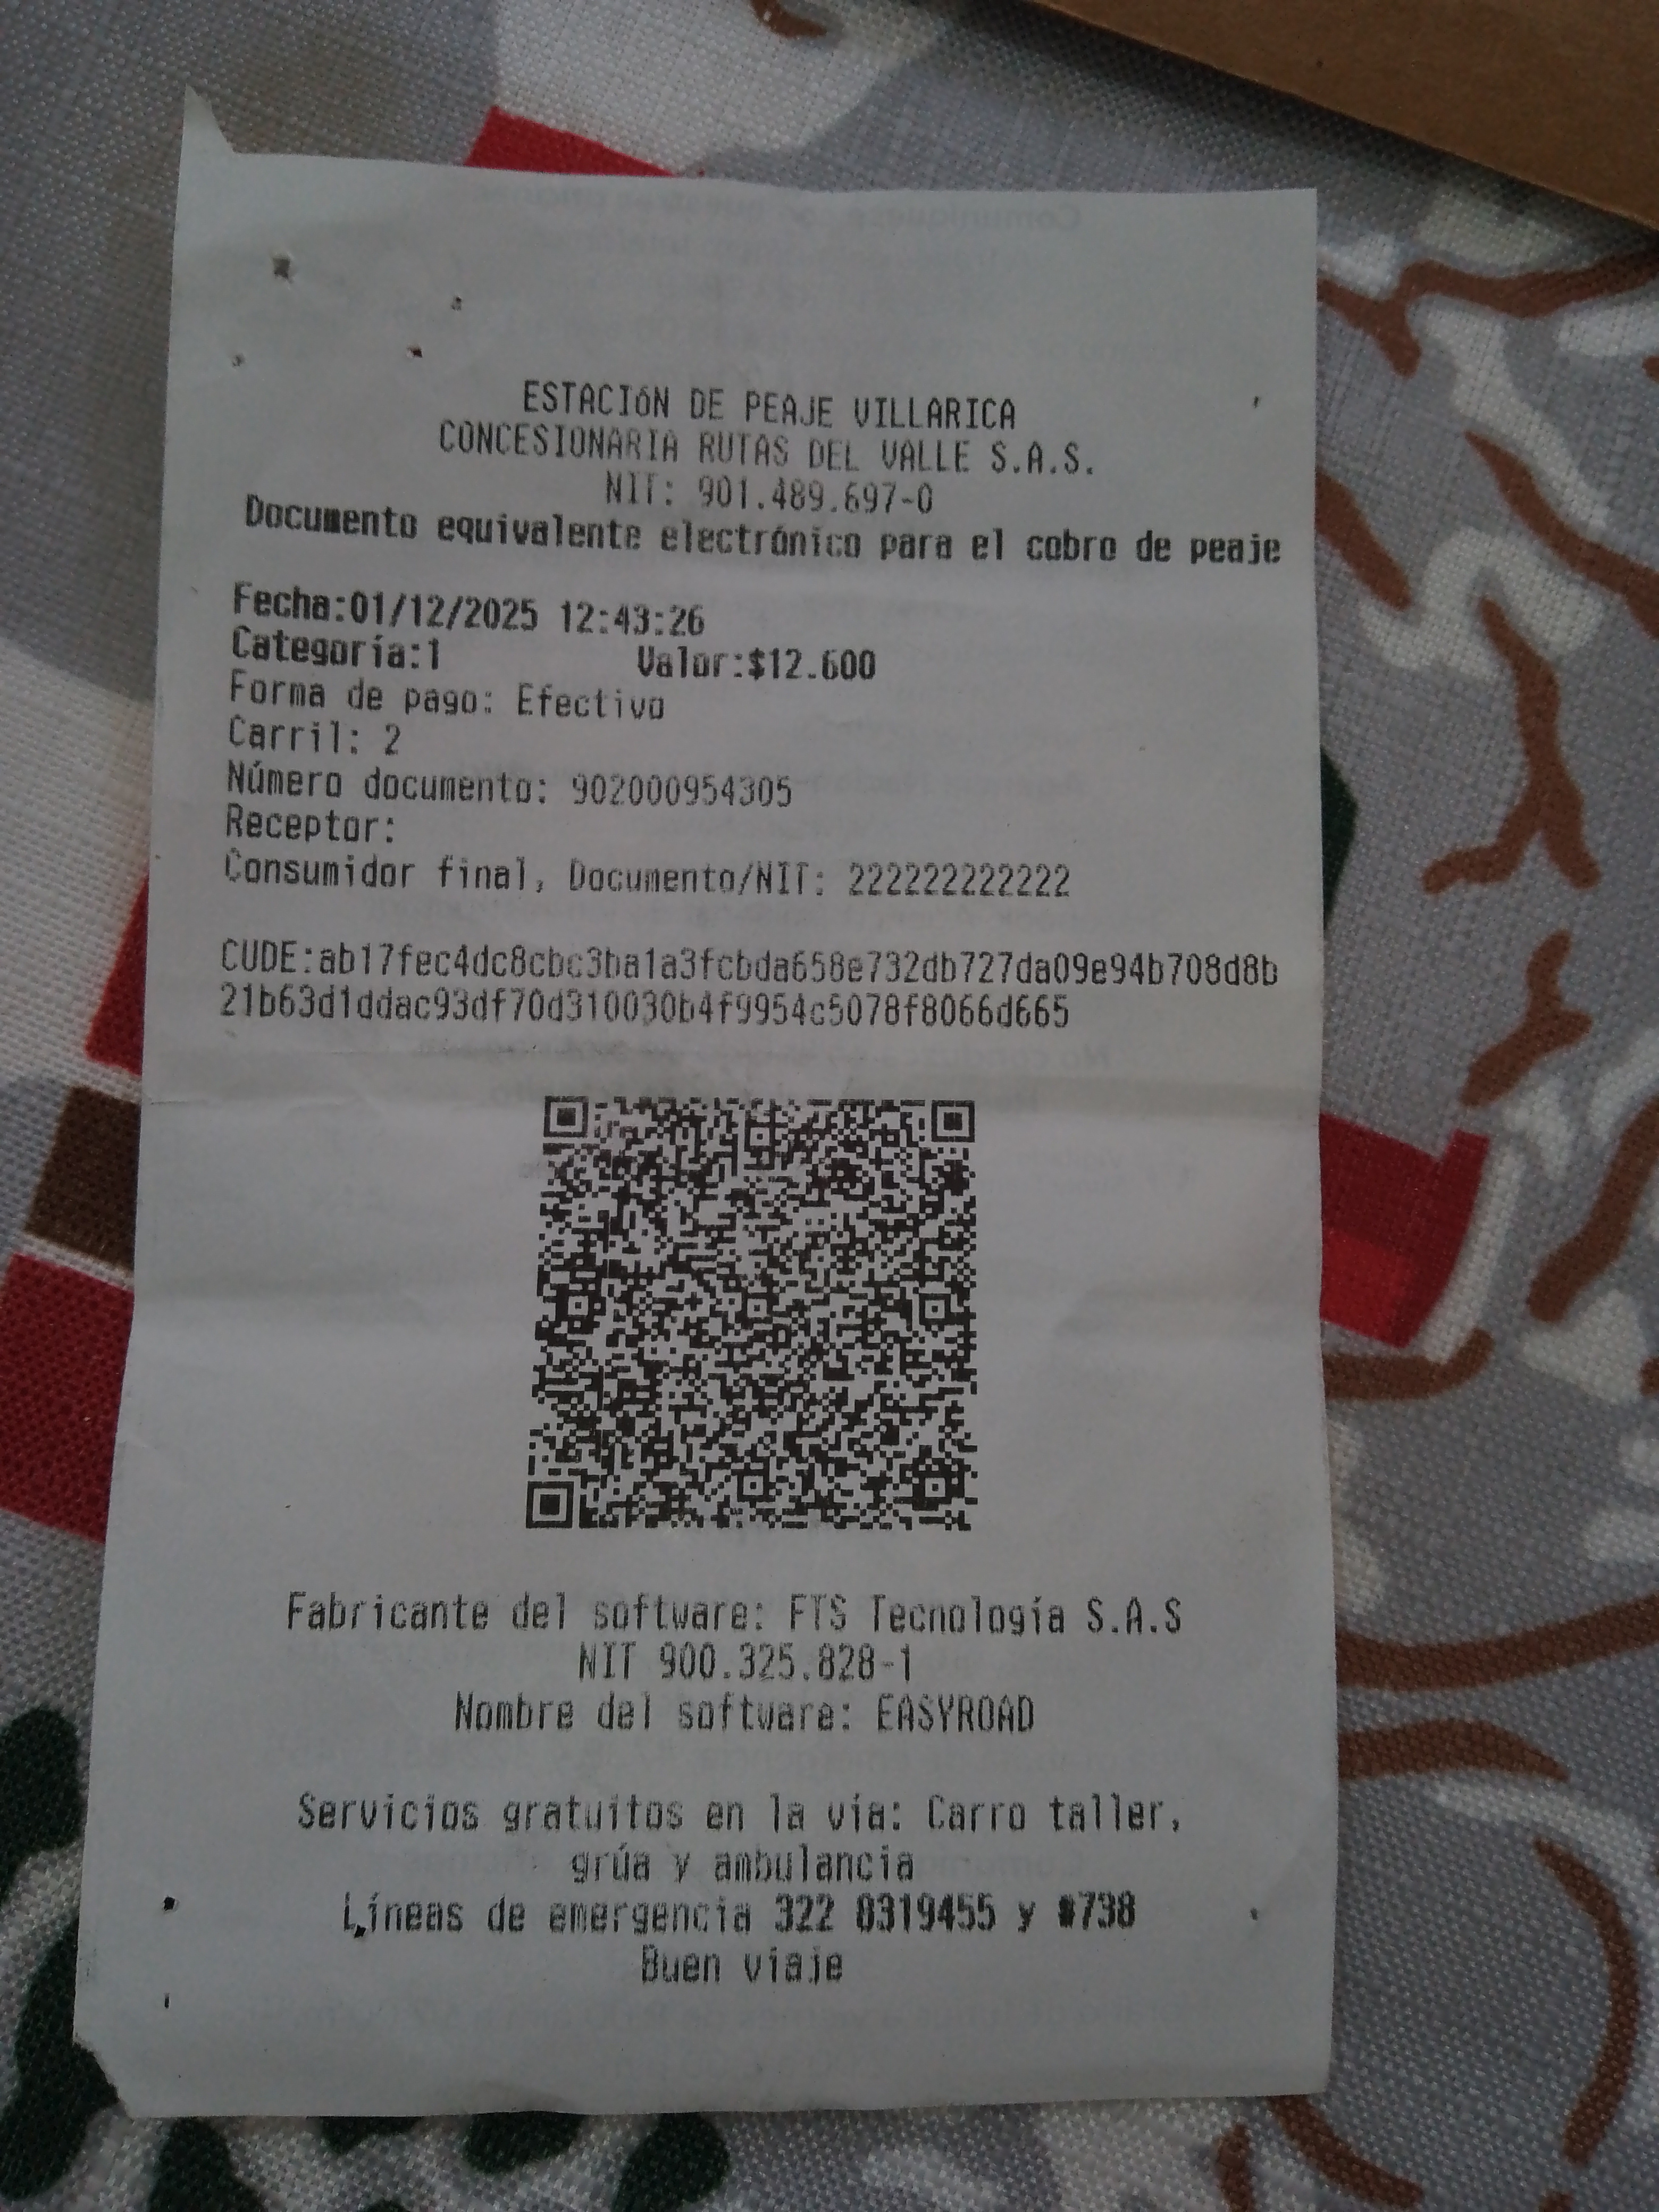 ESTACIóN DE PEAJE VILLARICA
CONCESIONARIA RUTAS DEL VALLE S.A.S.
NIT: 901.489.697-0
Documento equivalente electrónico para el cobro de peaje
Fecha:01/12/2025 12:43:26
Categoría:1 Valor:$12.600
Forma de pago: Efectivo
Carril: 2
Número documento: 902000954305
Receptor:
Consumidor final, Documento/NIT: 222222222222
CUDE:ab17fec4dc8cbc3ba1a3fcbda658e732db727da09e94b708d8b
21b63d1ddac93df70d310030b4f9954c5078f8066d665
Fabricante del software: FTS Tecnología S.A.S
NIT 900.325.828-1
Nombre del software: EASYROAD
Servicios gratuitos en la vía: Carro taller,
grúa y ambulancia
Líneas de emergencia 322 8319455 y #738
Buen viaje